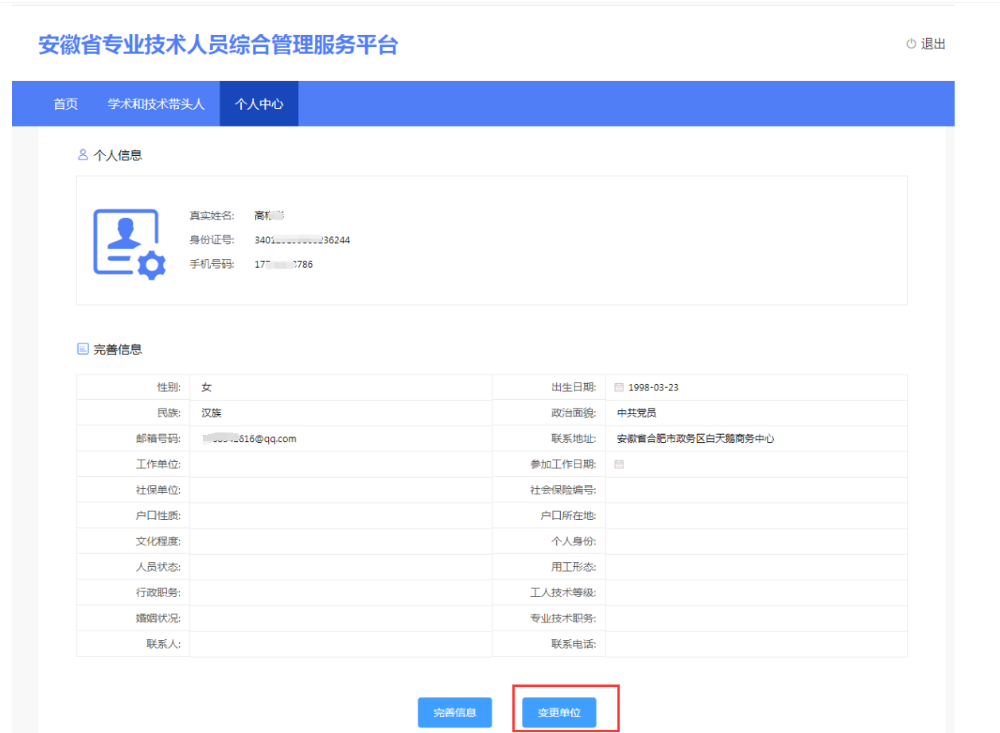 安徽省专业技术人员综合管理服务平台
退出
首页 学术和技术带头人 个人中心
个人信息
真实姓名: 高
身份证号: 340 236244
手机号码: 177 786
完善信息
性别: 女 出生日期: 1998-03-23
民族: 汉族 政治面貌: 中共党员
邮箱号码: 616@qq.com 联系地址: 安徽省合肥市政务区白天鹅商务中心
工作单位: 参加工作日期:
社保单位: 社会保险编号:
户口性质: 户口所在地:
文化程度: 个人身份:
人员状态: 用工形态:
行政职务: 工人技术等级:
婚姻状况: 专业技术职务:
联系人: 联系电话:
完善信息 变更单位